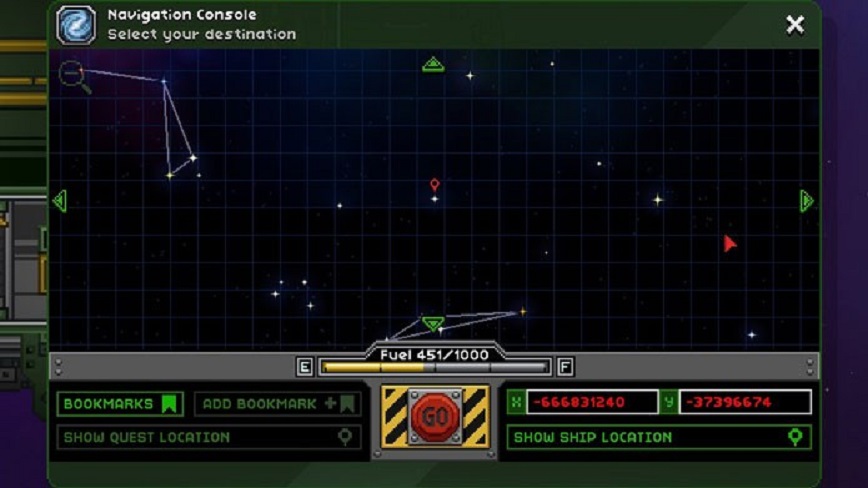 Navigation Console
Select your destination
Fuel 451/1000
E
F
BOOKMARKS
ADD BOOKMARK +
GO
X -666831240
Y -37396674
SHOW QUEST LOCATION
SHOW SHIP LOCATION